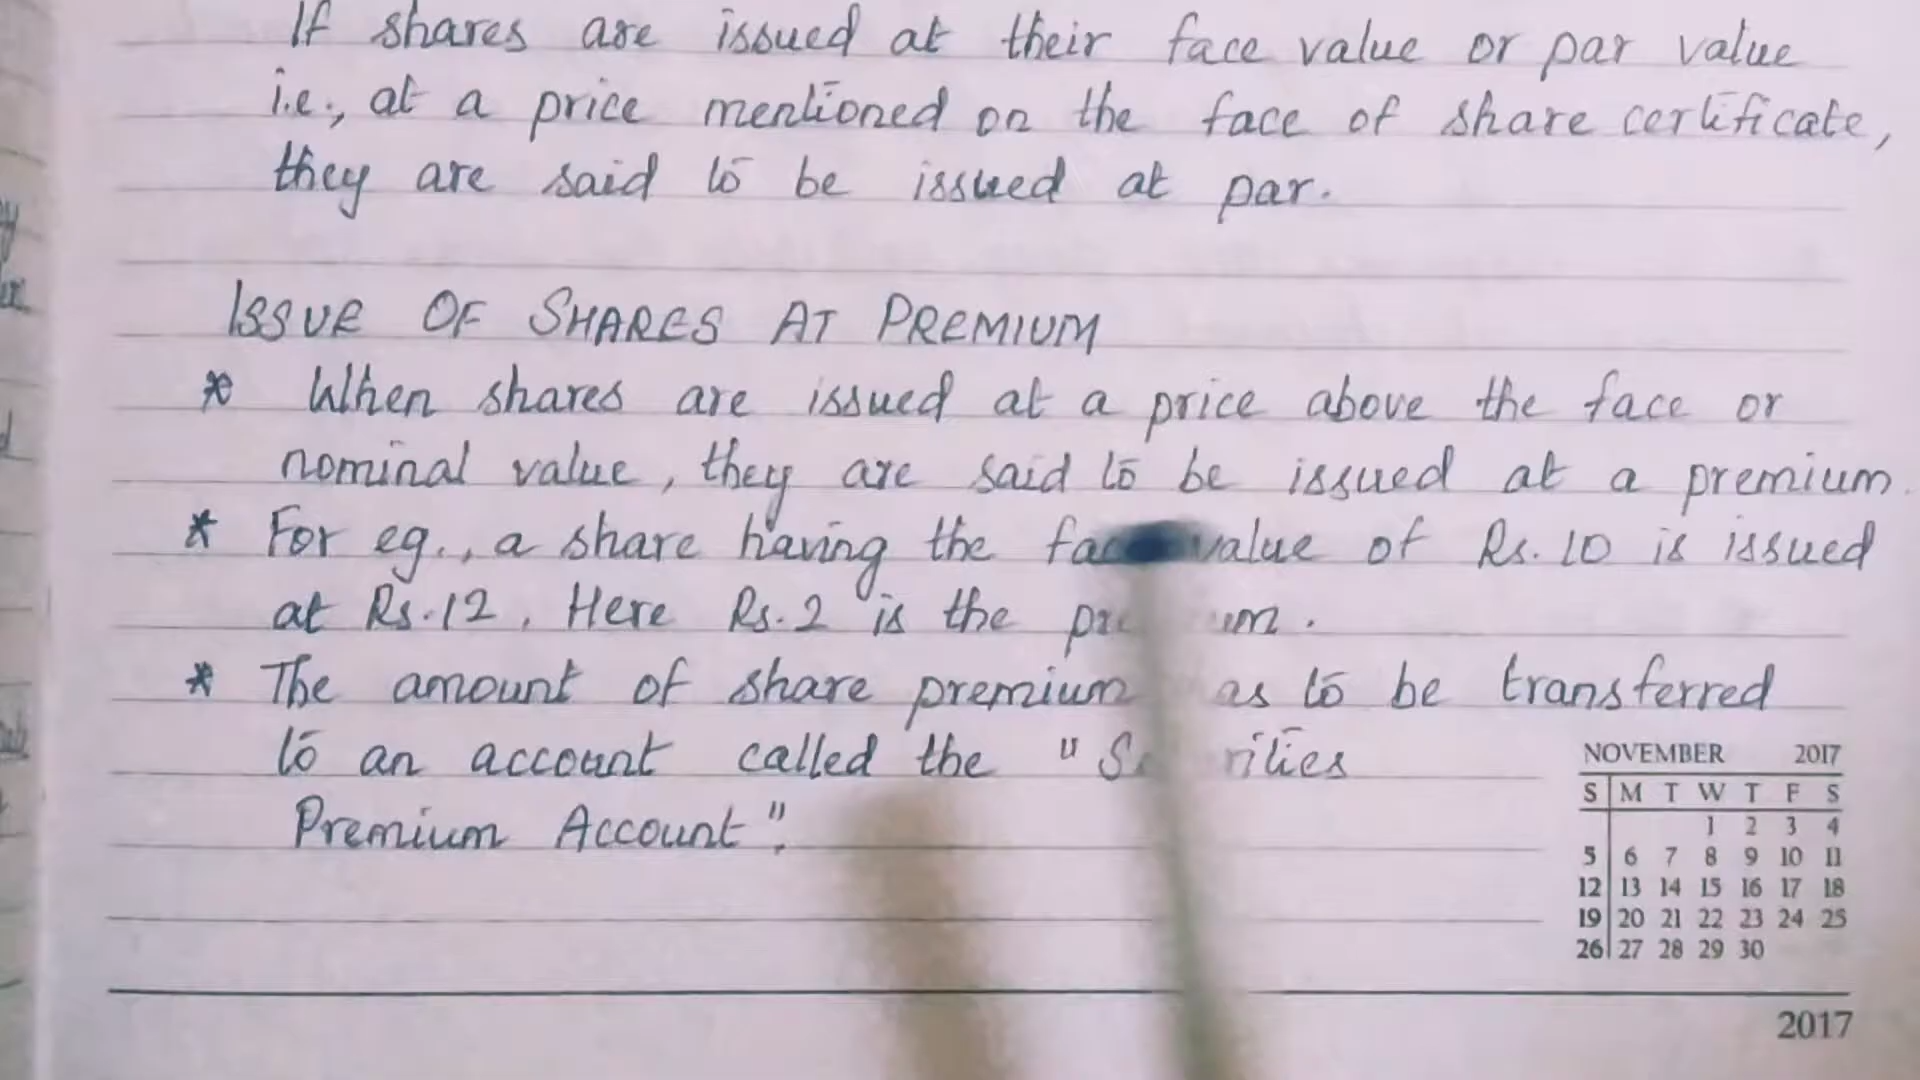 If shares are issued at their face value or par value
i.e., at a price mentioned on the face of share certificate,
they are said to be issued at par.
ISSUE OF SHARES AT PREMIUM
* When shares are issued at a price above the face or
nominal value, they are said to be issued at a premium.
* For eg., a share having the value of Rs. 10 is issued
at Rs. 12. Here Rs. 2 is the
* The amount of share premium to be transferred
to an account called the "
Premium Account".
NOVEMBER 2017
S M T W T F S
1 2 3 4
5 6 7 8 9 10 11
12 13 14 15 16 17 18
19 20 21 22 23 24 25
26 27 28 29 30
2017